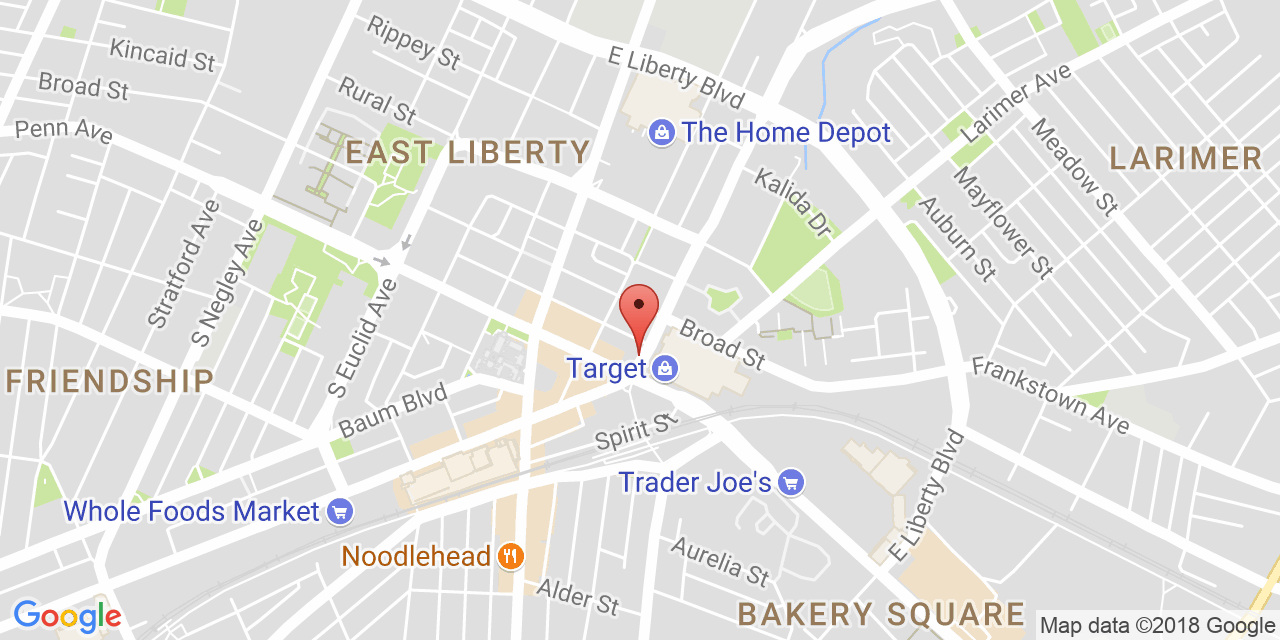 Rippey St
Kincaid St
E Liberty Blvd
Broad St
Rural St
Larimer Ave
Penn Ave
The Home Depot
EAST LIBERTY
LARIMER
Meadow St
Kalida Dr
Mayflower St
Auburn St
Stratford Ave
S Negley Ave
S Euclid Ave
Broad St
Target
FRIENDSHIP
Frankstown Ave
Baum Blvd
Spirit St
Trader Joe's
E Liberty Blvd
Whole Foods Market
Noodlehead
Aurelia St
Alder St
BAKERY SQUARE
Google
Map data ©2018 Google